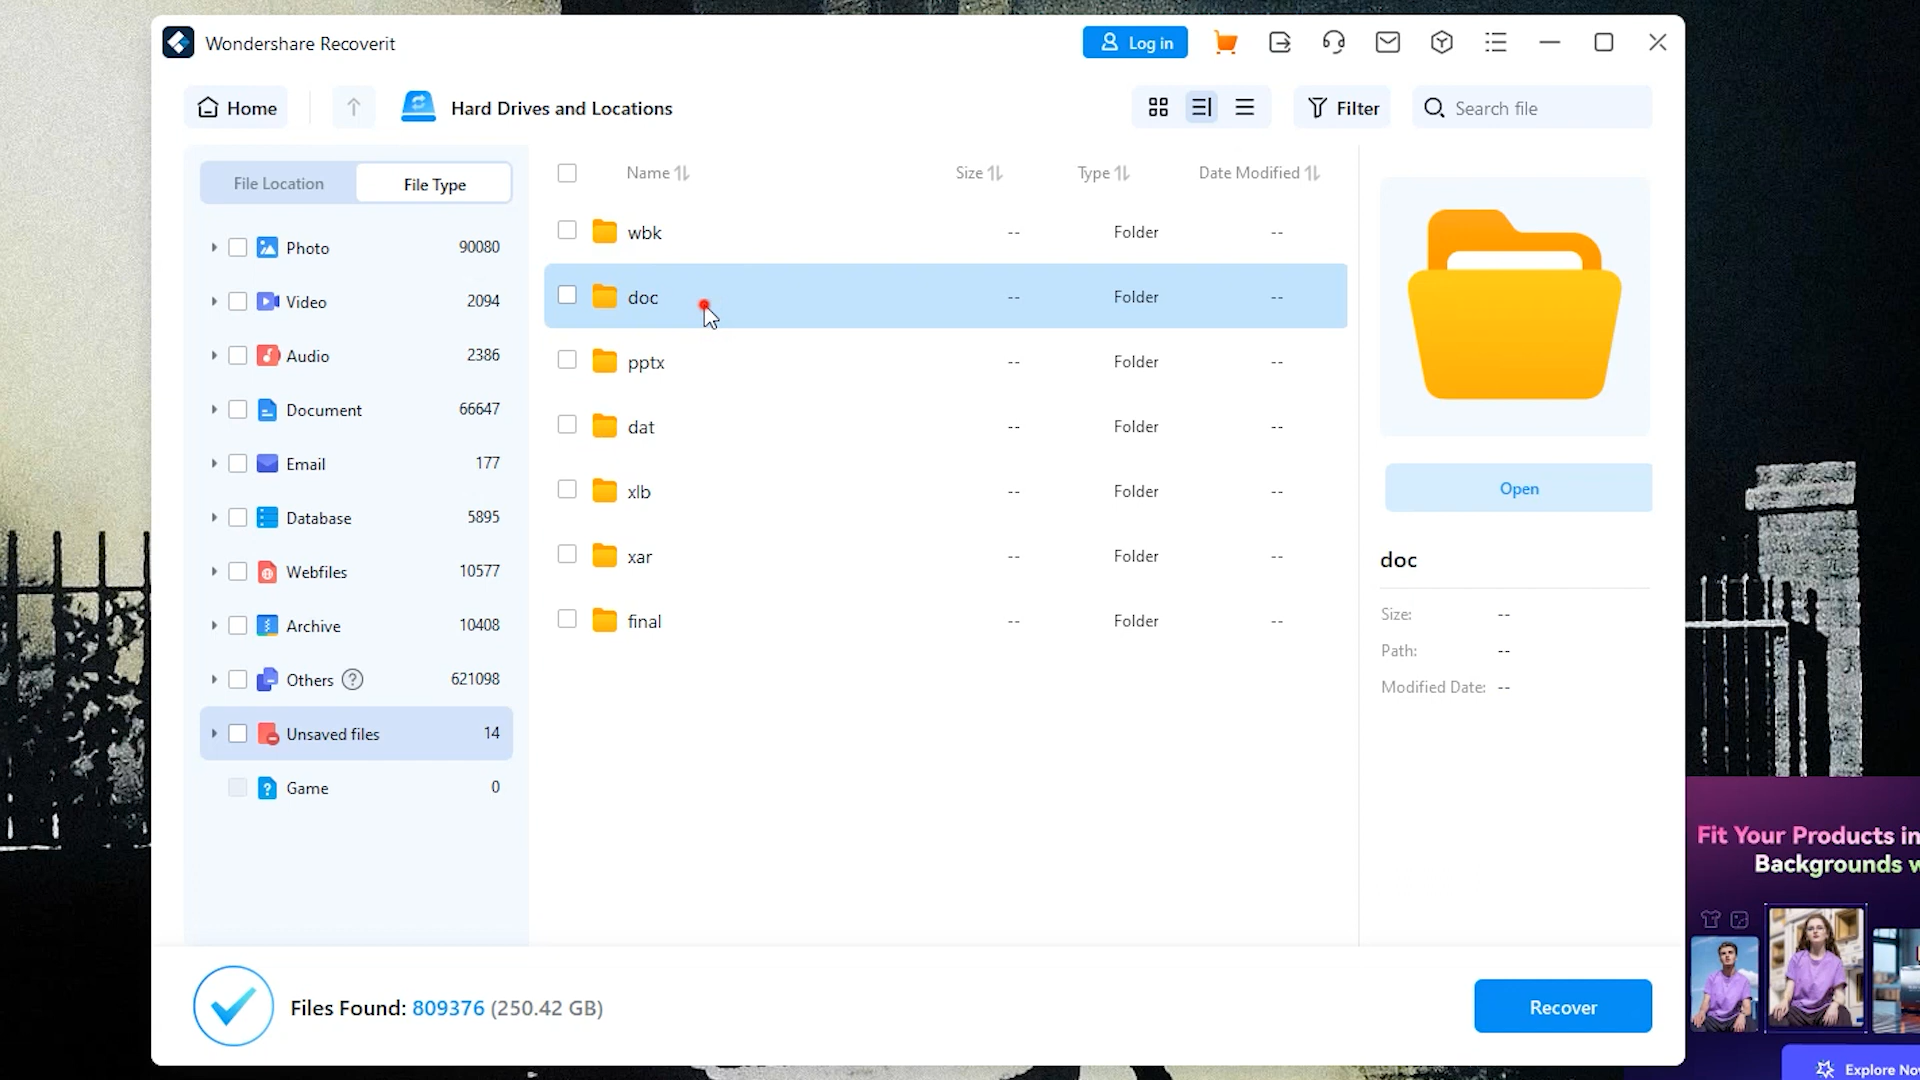 Wondershare Recoverit
Log in
Home
Hard Drives and Locations
Filter
Search file
File Location
File Type
Name
Size
Type
Date Modified
Photo 90080
Video 2094
Audio 2386
Document 66647
Email 177
Database 5895
Webfiles 10577
Archive 10408
Others ? 621098
Unsaved files 14
Game 0
wbk -- Folder --
doc -- Folder --
pptx -- Folder --
dat -- Folder --
xlb -- Folder --
xar -- Folder --
final -- Folder --
Open
doc
Size: --
Path: --
Modified Date: --
Files Found: 809376 (250.42 GB)
Recover
Fit Your Products in
Backgrounds
Explore